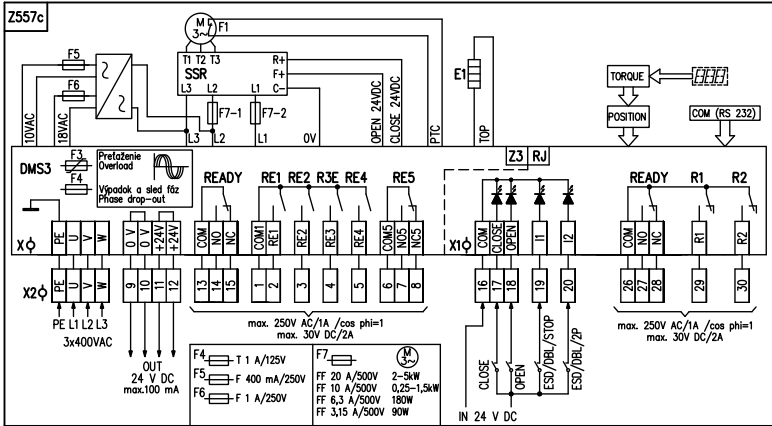 Z557c
M
3~
F1
T1 T2 T3
SSR
R+
F+
C-
L3 L2 L1
F5
F6
F7-1
F7-2
10VAC
18VAC
L3
L2
L1
0V
OPEN 24VDC
CLOSE 24VDC
PTC
E1
TOP
TORQUE
POSITION
COM (RS 232)
DMS3
F3
F4
Preťaženie
Overload
Výpadok a sled fáz
Phase drop-out
Z3 RJ
READY
RE1 RE2 R3E RE4
RE5
READY
R1
R2
X
PE U V W
0 V
0 V
+24V
+24V
COM NO NC
COM1 RE1 RE2 RE3 RE4
COM5 NO5 NC5
X1
COM CLOSE OPEN I1 I2
COM NO NC
R1
R2
X2
PE U V W
9 10 11 12
13 14 15
1 2 3 4 5
6 7 8
16 17 18 19 20
26 27 28 29 30
PE L1 L2 L3
3x400VAC
OUT
24 V DC
max.100 mA
max. 250V AC/1A /cos phi=1
max. 30V DC/2A
max. 250V AC/1A /cos phi=1
max. 30V DC/2A
F4 T 1 A/125V
F5 F 400 mA/250V
F6 F 1 A/250V
F7
M
3~
FF 20 A/500V 2-5kW
FF 10 A/500V 0,25-1,5kW
FF 6,3 A/500V 180W
FF 3,15 A/500V 90W
CLOSE
OPEN
ESD/DBL/STOP
ESD/DBL/2P
IN 24 V DC